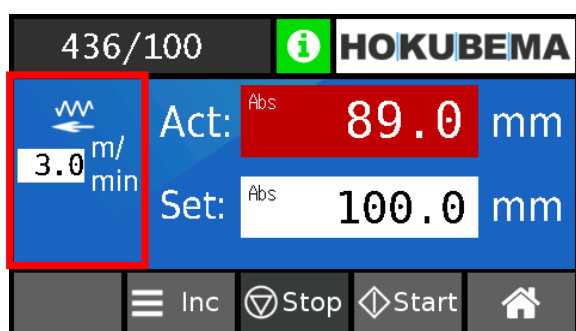 436/100 i HOKUBEMA
3.0 m/min
Act: Abs 89.0 mm
Set: Abs 100.0 mm
Inc Stop Start